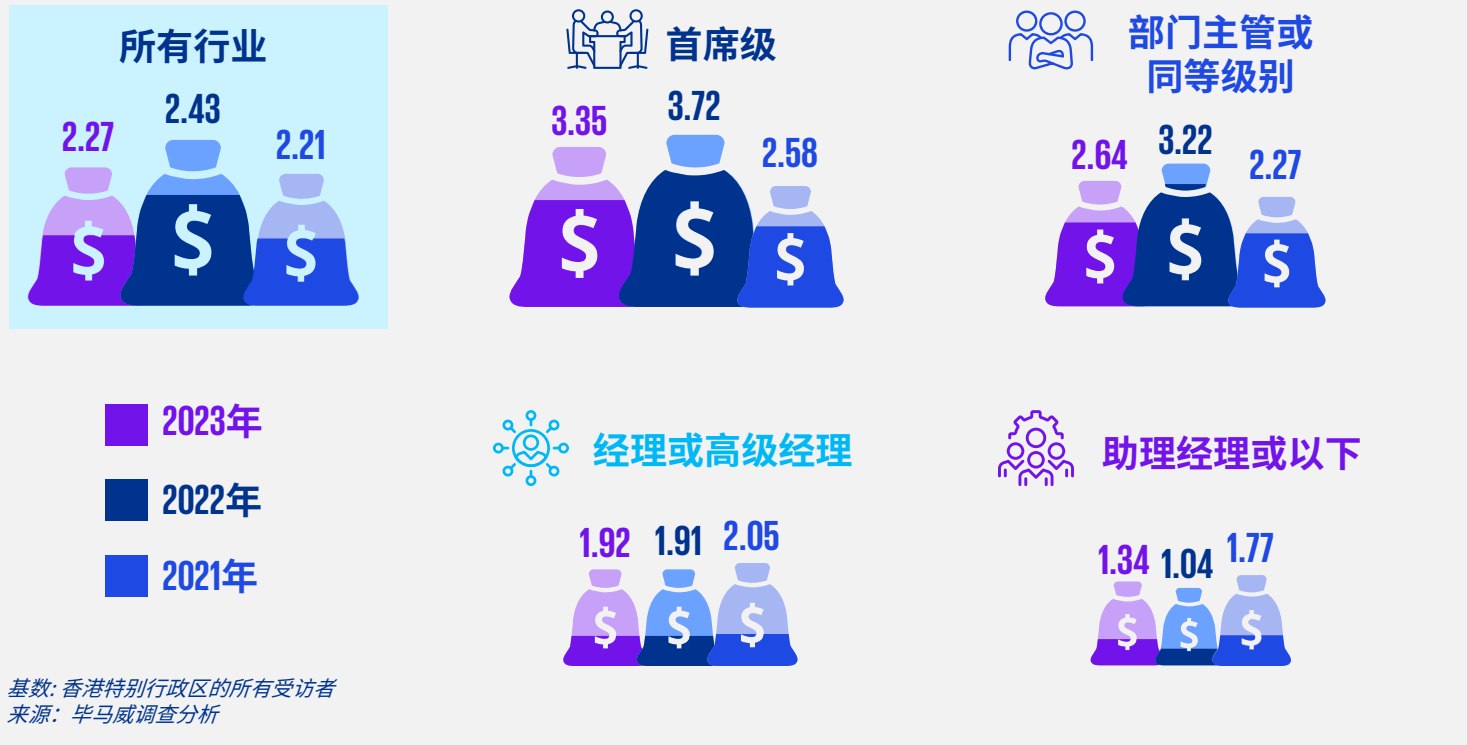 所有行业
2.27
2.43
2.21
首席级
3.35
3.72
2.58
部门主管或
同等级别
2.64
3.22
2.27
2023年
2022年
2021年
经理或高级经理
1.92
1.91
2.05
助理经理或以下
1.34
1.04
1.77
基数: 香港特别行政区的所有受访者
来源：毕马威调查分析